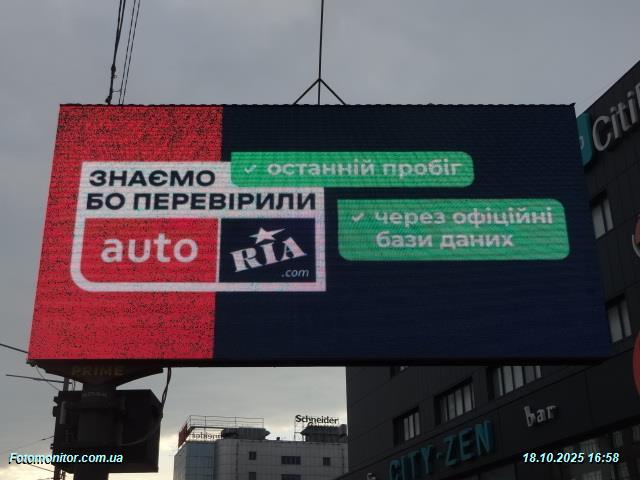 ЗНАЄМО
БО ПЕРЕВІРИЛИ
auto
RIA
.com
✓ останній пробіг
✓ через офіційні
бази даних
Citi
PRIME
Schneider
CITY-ZEN
bar
Fotomonitor.com.ua
18.10.2025 16:58